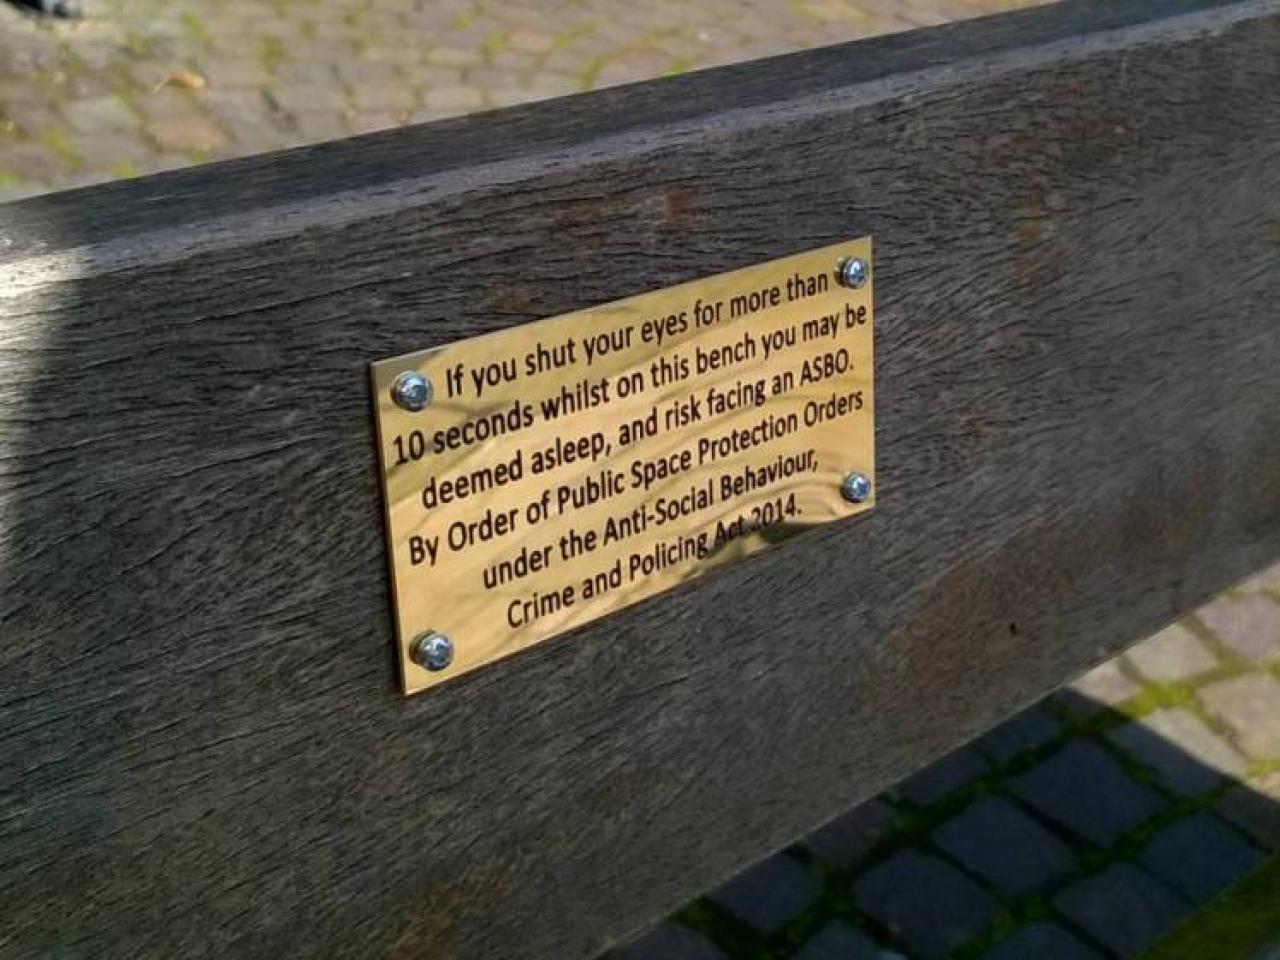 If you shut your eyes for more than
10 seconds whilst on this bench you may be
deemed asleep, and risk facing an ASBO.
By Order of Public Space Protection Orders
under the Anti-Social Behaviour,
Crime and Policing Act 2014.